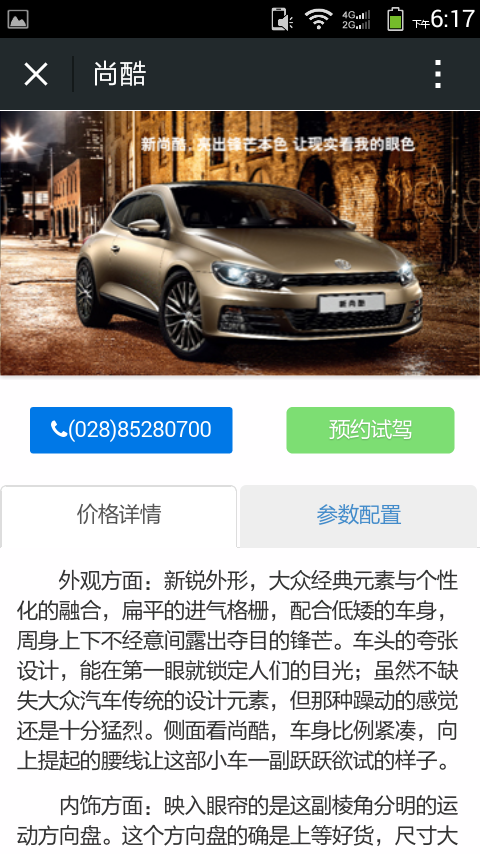 4G
2G
下午6:17
尚酷
新尚酷，亮出锋芒本色 让现实看我的眼色
新尚酷
(028)85280700
预约试驾
价格详情
参数配置
外观方面：新锐外形，大众经典元素与个性
化的融合，扁平的进气格栅，配合低矮的车身，
周身上下不经意间露出夺目的锋芒。车头的夸张
设计，能在第一眼就锁定人们的目光；虽然不缺
失大众汽车传统的设计元素，但那种躁动的感觉
还是十分猛烈。侧面看尚酷，车身比例紧凑，向
上提起的腰线让这部小车一副跃跃欲试的样子。
内饰方面：映入眼帘的是这副棱角分明的运
动方向盘。这个方向盘的确是上等好货，尺寸大